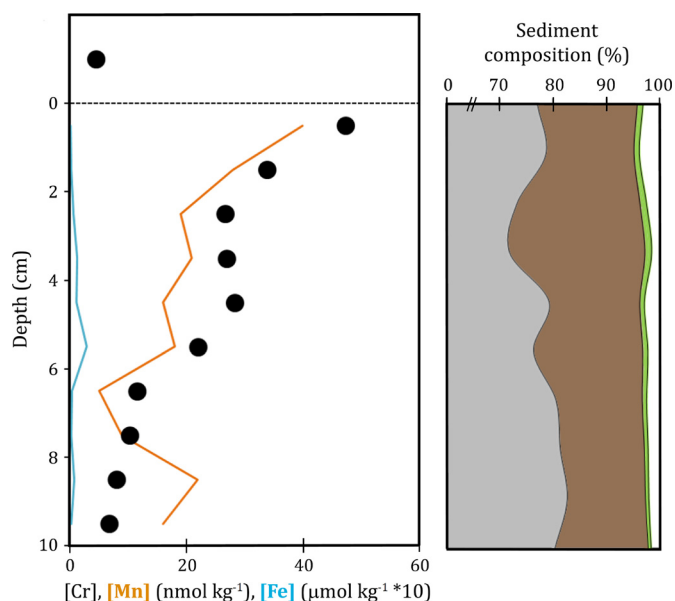 Sediment
composition (%)
0 70 80 90 100
0
2
4
6
8
10
Depth (cm)
0 20 40 60
[Cr], [Mn] (nmol kg⁻¹), [Fe] (μmol kg⁻¹ *10)